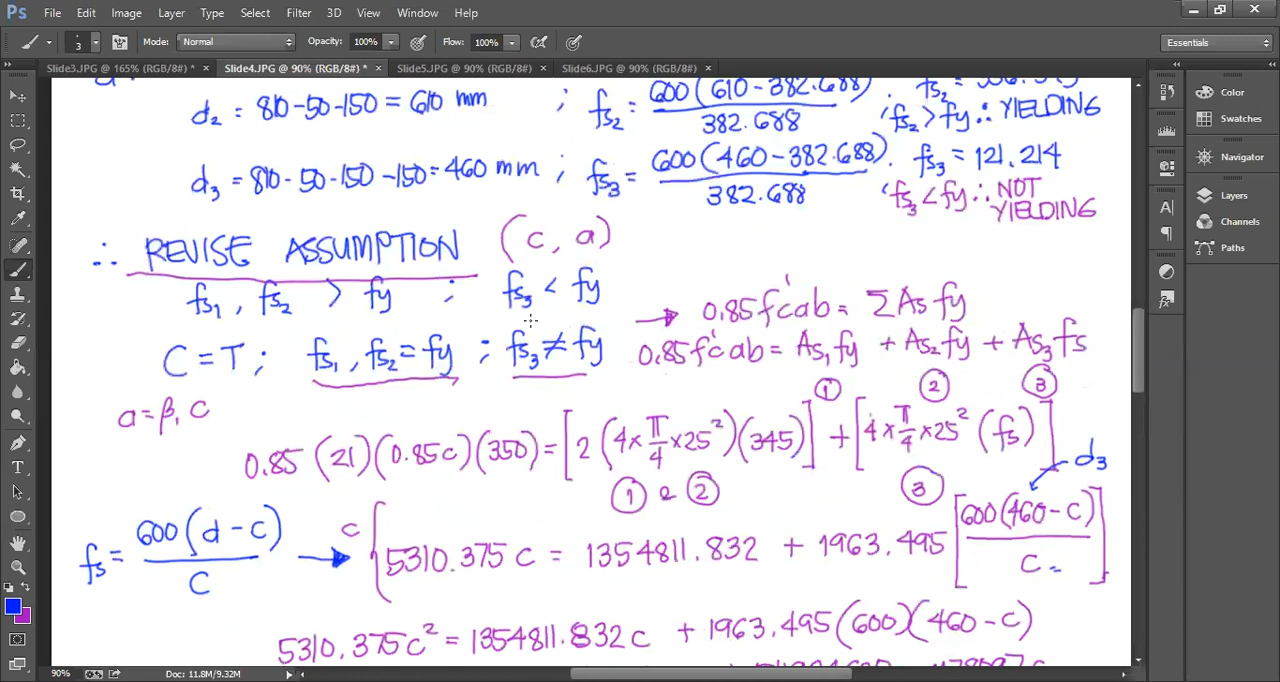 Ps File Edit Image Layer Type Select Filter 3D View Window Help
3 Mode: Normal Opacity: 100% Flow: 100% Essentials
Slide3.JPG @ 165% (RGB/8#) * × Slide4.JPG @ 90% (RGB/8#) * × Slide5.JPG @ 90% (RGB/8#) × Slide6.JPG @ 90% (RGB/8#) ×
d₂ = 810-50-150 = 610 mm ; fs₂ = 600(610-382.688) / 382.688 . fs₂ =
fs₂ > fy ∴ YIELDING
d₃ = 810-50-150-150 = 460 mm ; fs₃ = 600(460-382.688) / 382.688 . fs₃ = 121.214
fs₃ < fy ∴ NOT YIELDING
∴ REVISE ASSUMPTION (c, a)
fs₁, fs₂ > fy ; fs₃ < fy
→ 0.85f'c ab = ΣAs fy
C = T ; fs₁, fs₂ = fy ; fs₃ ≠ fy
0.85f'c ab = As₁fy + As₂fy + As₃fs
① ② ③
a = β₁ c
0.85 (21)(0.85c)(350) = [2 (4×π/4×25²)(345)] + [4×π/4×25² (fs)]
① & ② ③ d₃
fs = 600(d-c) / c → c { 5310.375 c = 1354811.832 + 1963.495 [600(460-c) / c]
5310.375c² = 1354811.832 c + 1963.495(600)(460-c)
Color
Swatches
Navigator
Layers
Channels
Paths
90% Doc: 11.8M/9.32M